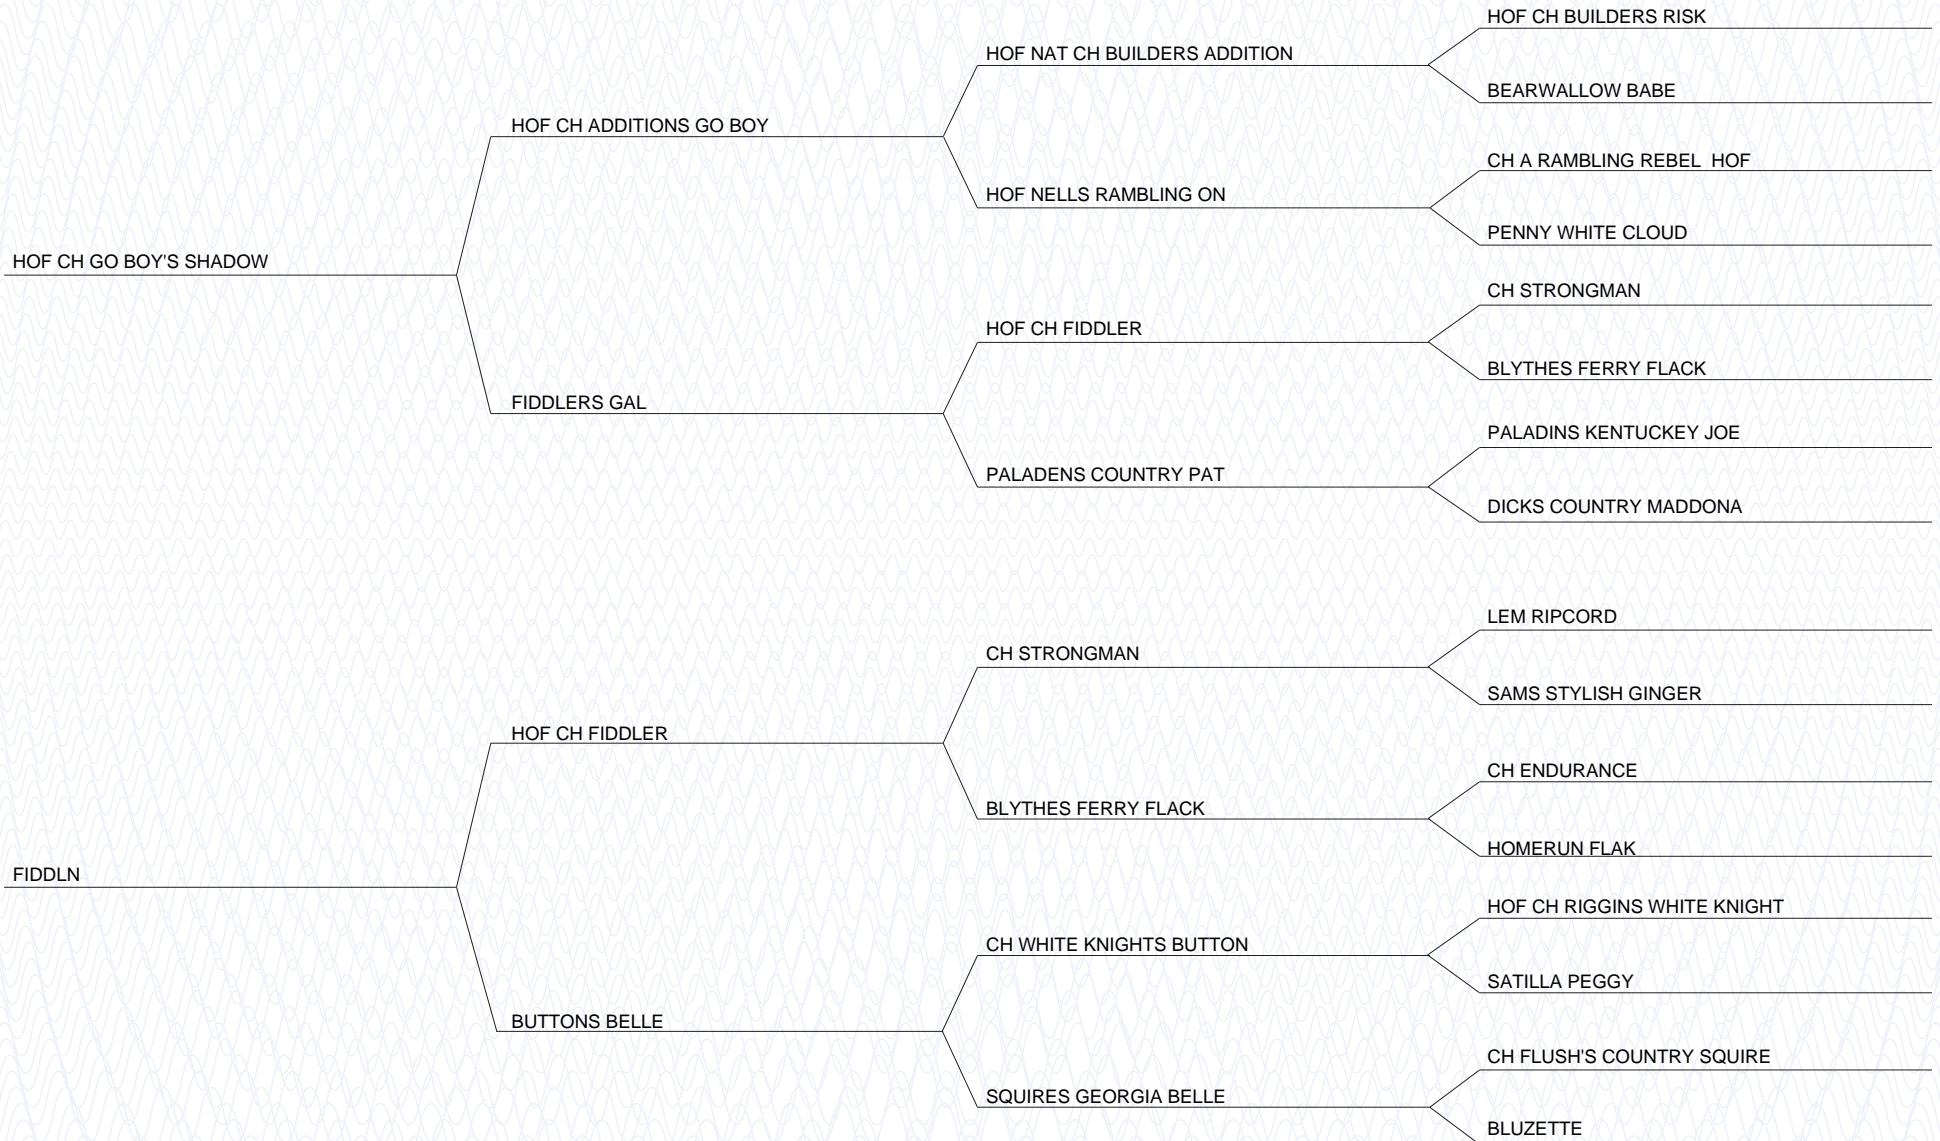 HOF CH BUILDERS RISK
HOF NAT CH BUILDERS ADDITION
BEARWALLOW BABE
HOF CH ADDITIONS GO BOY
CH A RAMBLING REBEL  HOF
HOF NELLS RAMBLING ON
PENNY WHITE CLOUD
HOF CH GO BOY'S SHADOW
CH STRONGMAN
HOF CH FIDDLER
BLYTHES FERRY FLACK
FIDDLERS GAL
PALADINS KENTUCKEY JOE
PALADENS COUNTRY PAT
DICKS COUNTRY MADDONA
LEM RIPCORD
CH STRONGMAN
SAMS STYLISH GINGER
HOF CH FIDDLER
CH ENDURANCE
BLYTHES FERRY FLACK
HOMERUN FLAK
FIDDLN
HOF CH RIGGINS WHITE KNIGHT
CH WHITE KNIGHTS BUTTON
SATILLA PEGGY
BUTTONS BELLE
CH FLUSH'S COUNTRY SQUIRE
SQUIRES GEORGIA BELLE
BLUZETTE